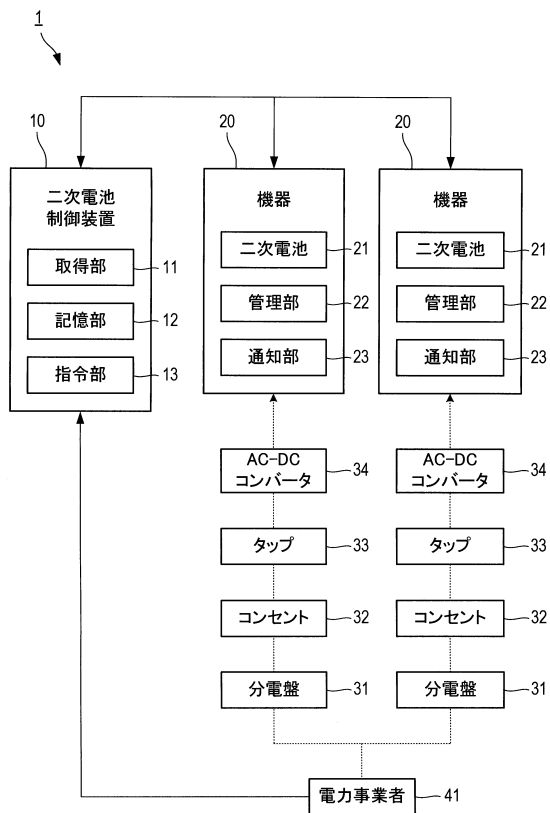 1
10
20
20
二次電池
制御装置
取得部
11
記憶部
12
指令部
13
機器
二次電池
21
管理部
22
通知部
23
機器
二次電池
21
管理部
22
通知部
23
AC-DC
コンバータ
34
AC-DC
コンバータ
34
タップ
33
タップ
33
コンセント
32
コンセント
32
分電盤
31
分電盤
31
電力事業者
41